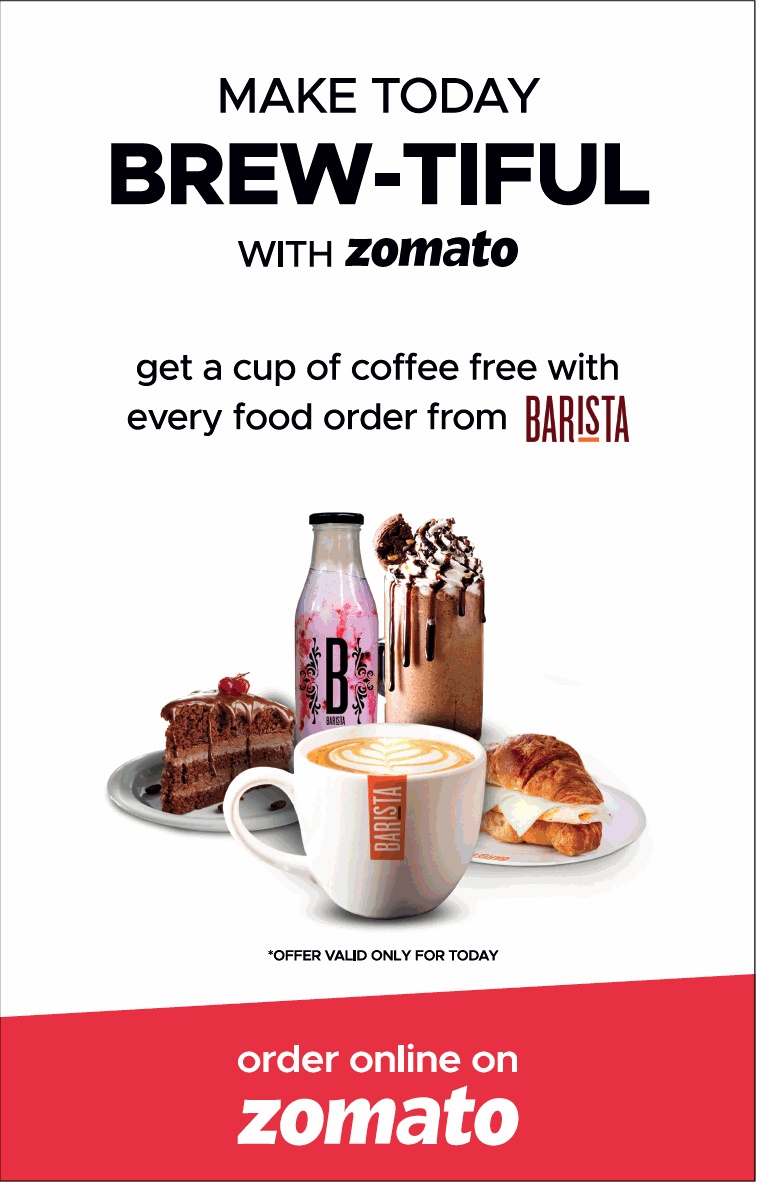 MAKE TODAY
BREW-TIFUL
WITH zomato
get a cup of coffee free with
every food order from BARISTA
B
BARISTA
BARISTA
*OFFER VALID ONLY FOR TODAY
order online on
zomato